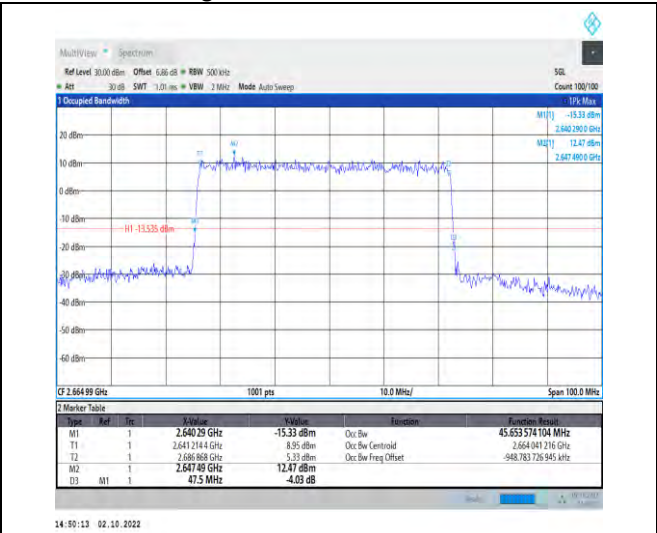 MultiView Spectrum
Ref Level 30.00 dBm Offset 6.86 dB RBW 500 kHz SGL
Att 30 dB SWT 1.01 ms VBW 2 MHz Mode Auto Sweep Count 100/100
1 Occupied Bandwidth 1Pk Max
M1[1] -15.33 dBm
2.640 290 0 GHz
M2[1] 12.47 dBm
2.647 490 0 GHz
20 dBm
M2
T1
10 dBm
0 dBm
-10 dBm
H1 -13.535 dBm
-20 dBm
-30 dBm
-40 dBm
-50 dBm
-60 dBm
CF 2.664 99 GHz 1001 pts 10.0 MHz/ Span 100.0 MHz
2 Marker Table
Type Ref Trc X-Value Y-Value Function Function Result
M1 1 2.640 29 GHz -15.33 dBm Occ Bw 45.653 574 104 MHz
T1 1 2.641 214 4 GHz 8.95 dBm Occ Bw Centroid 2.664 041 216 GHz
T2 1 2.686 868 GHz 5.33 dBm Occ Bw Freq Offset -948.783 726 945 kHz
M2 1 2.647 49 GHz 12.47 dBm
D3 M1 1 47.5 MHz -4.03 dB
14:50:13 02.10.2022